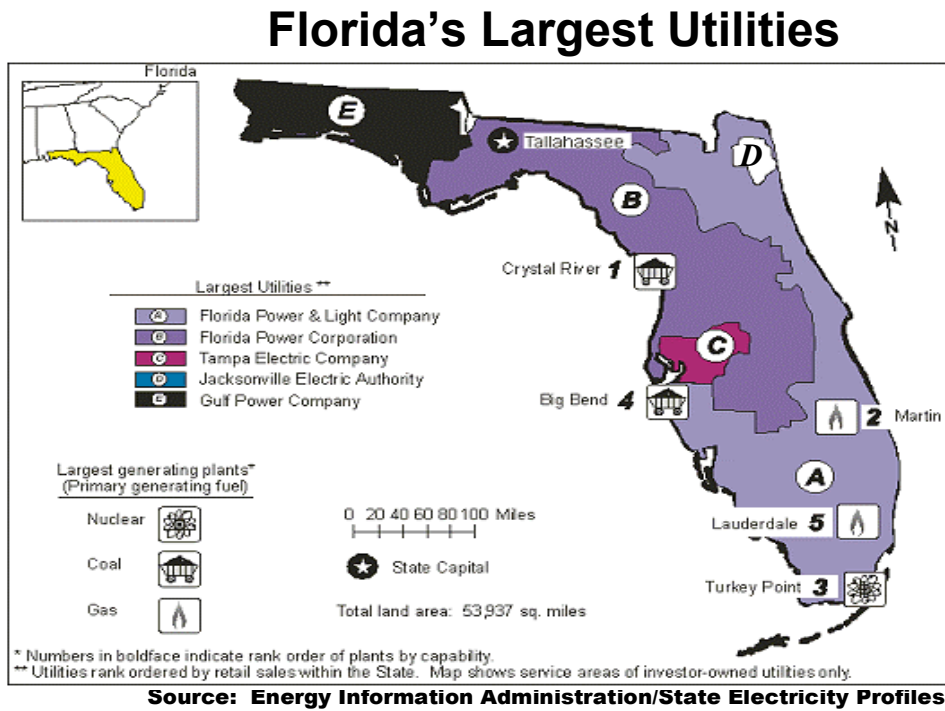 Florida's Largest Utilities
Florida
E
Tallahassee
D
B
N
Crystal River 1
Largest Utilities **
A Florida Power & Light Company
B Florida Power Corporation
C Tampa Electric Company
D Jacksonville Electric Authority
E Gulf Power Company
C
Big Bend 4
2 Martin
A
Largest generating plants*
(Primary generating fuel)
Nuclear
Coal
Gas
0 20 40 60 80 100 Miles
State Capital
Total land area: 53,937 sq. miles
Lauderdale 5
Turkey Point 3
* Numbers in boldface indicate rank order of plants by capability.
** Utilities rank ordered by retail sales within the State. Map shows service areas of investor-owned utilities only.
Source: Energy Information Administration/State Electricity Profiles